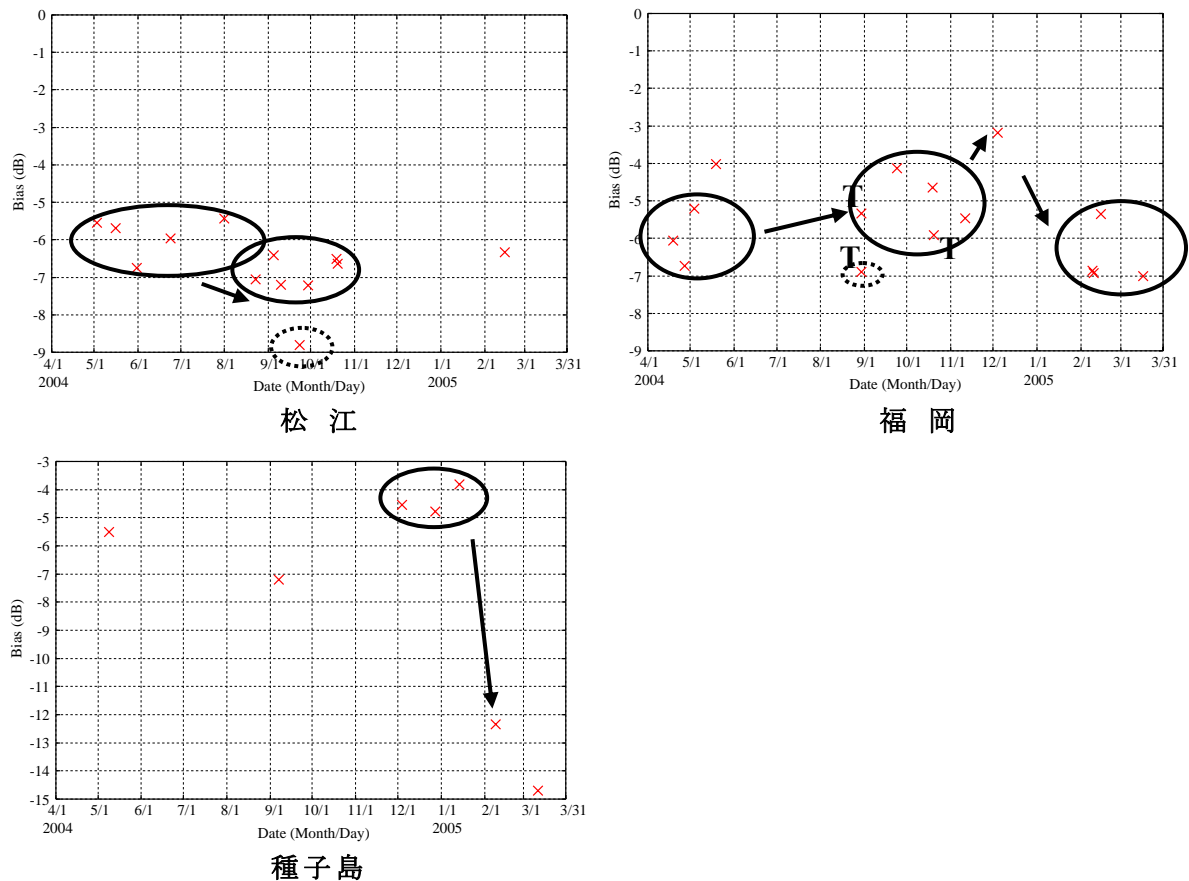 0
-1
-2
-3
-4
-5
-6
-7
-8
-9
Bias (dB)
4/1 5/1 6/1 7/1 8/1 9/1 10/1 11/1 12/1 1/1 2/1 3/1 3/31
2004 2005
Date (Month/Day)
松 江
0
-1
-2
-3
-4
-5
-6
-7
-8
-9
Bias (dB)
T
T
T
4/1 5/1 6/1 7/1 8/1 9/1 10/1 11/1 12/1 1/1 2/1 3/1 3/31
2004 2005
Date (Month/Day)
福 岡
-3
-4
-5
-6
-7
-8
-9
-10
-11
-12
-13
-14
-15
Bias (dB)
4/1 5/1 6/1 7/1 8/1 9/1 10/1 11/1 12/1 1/1 2/1 3/1 3/31
2004 2005
Date (Month/Day)
種子島